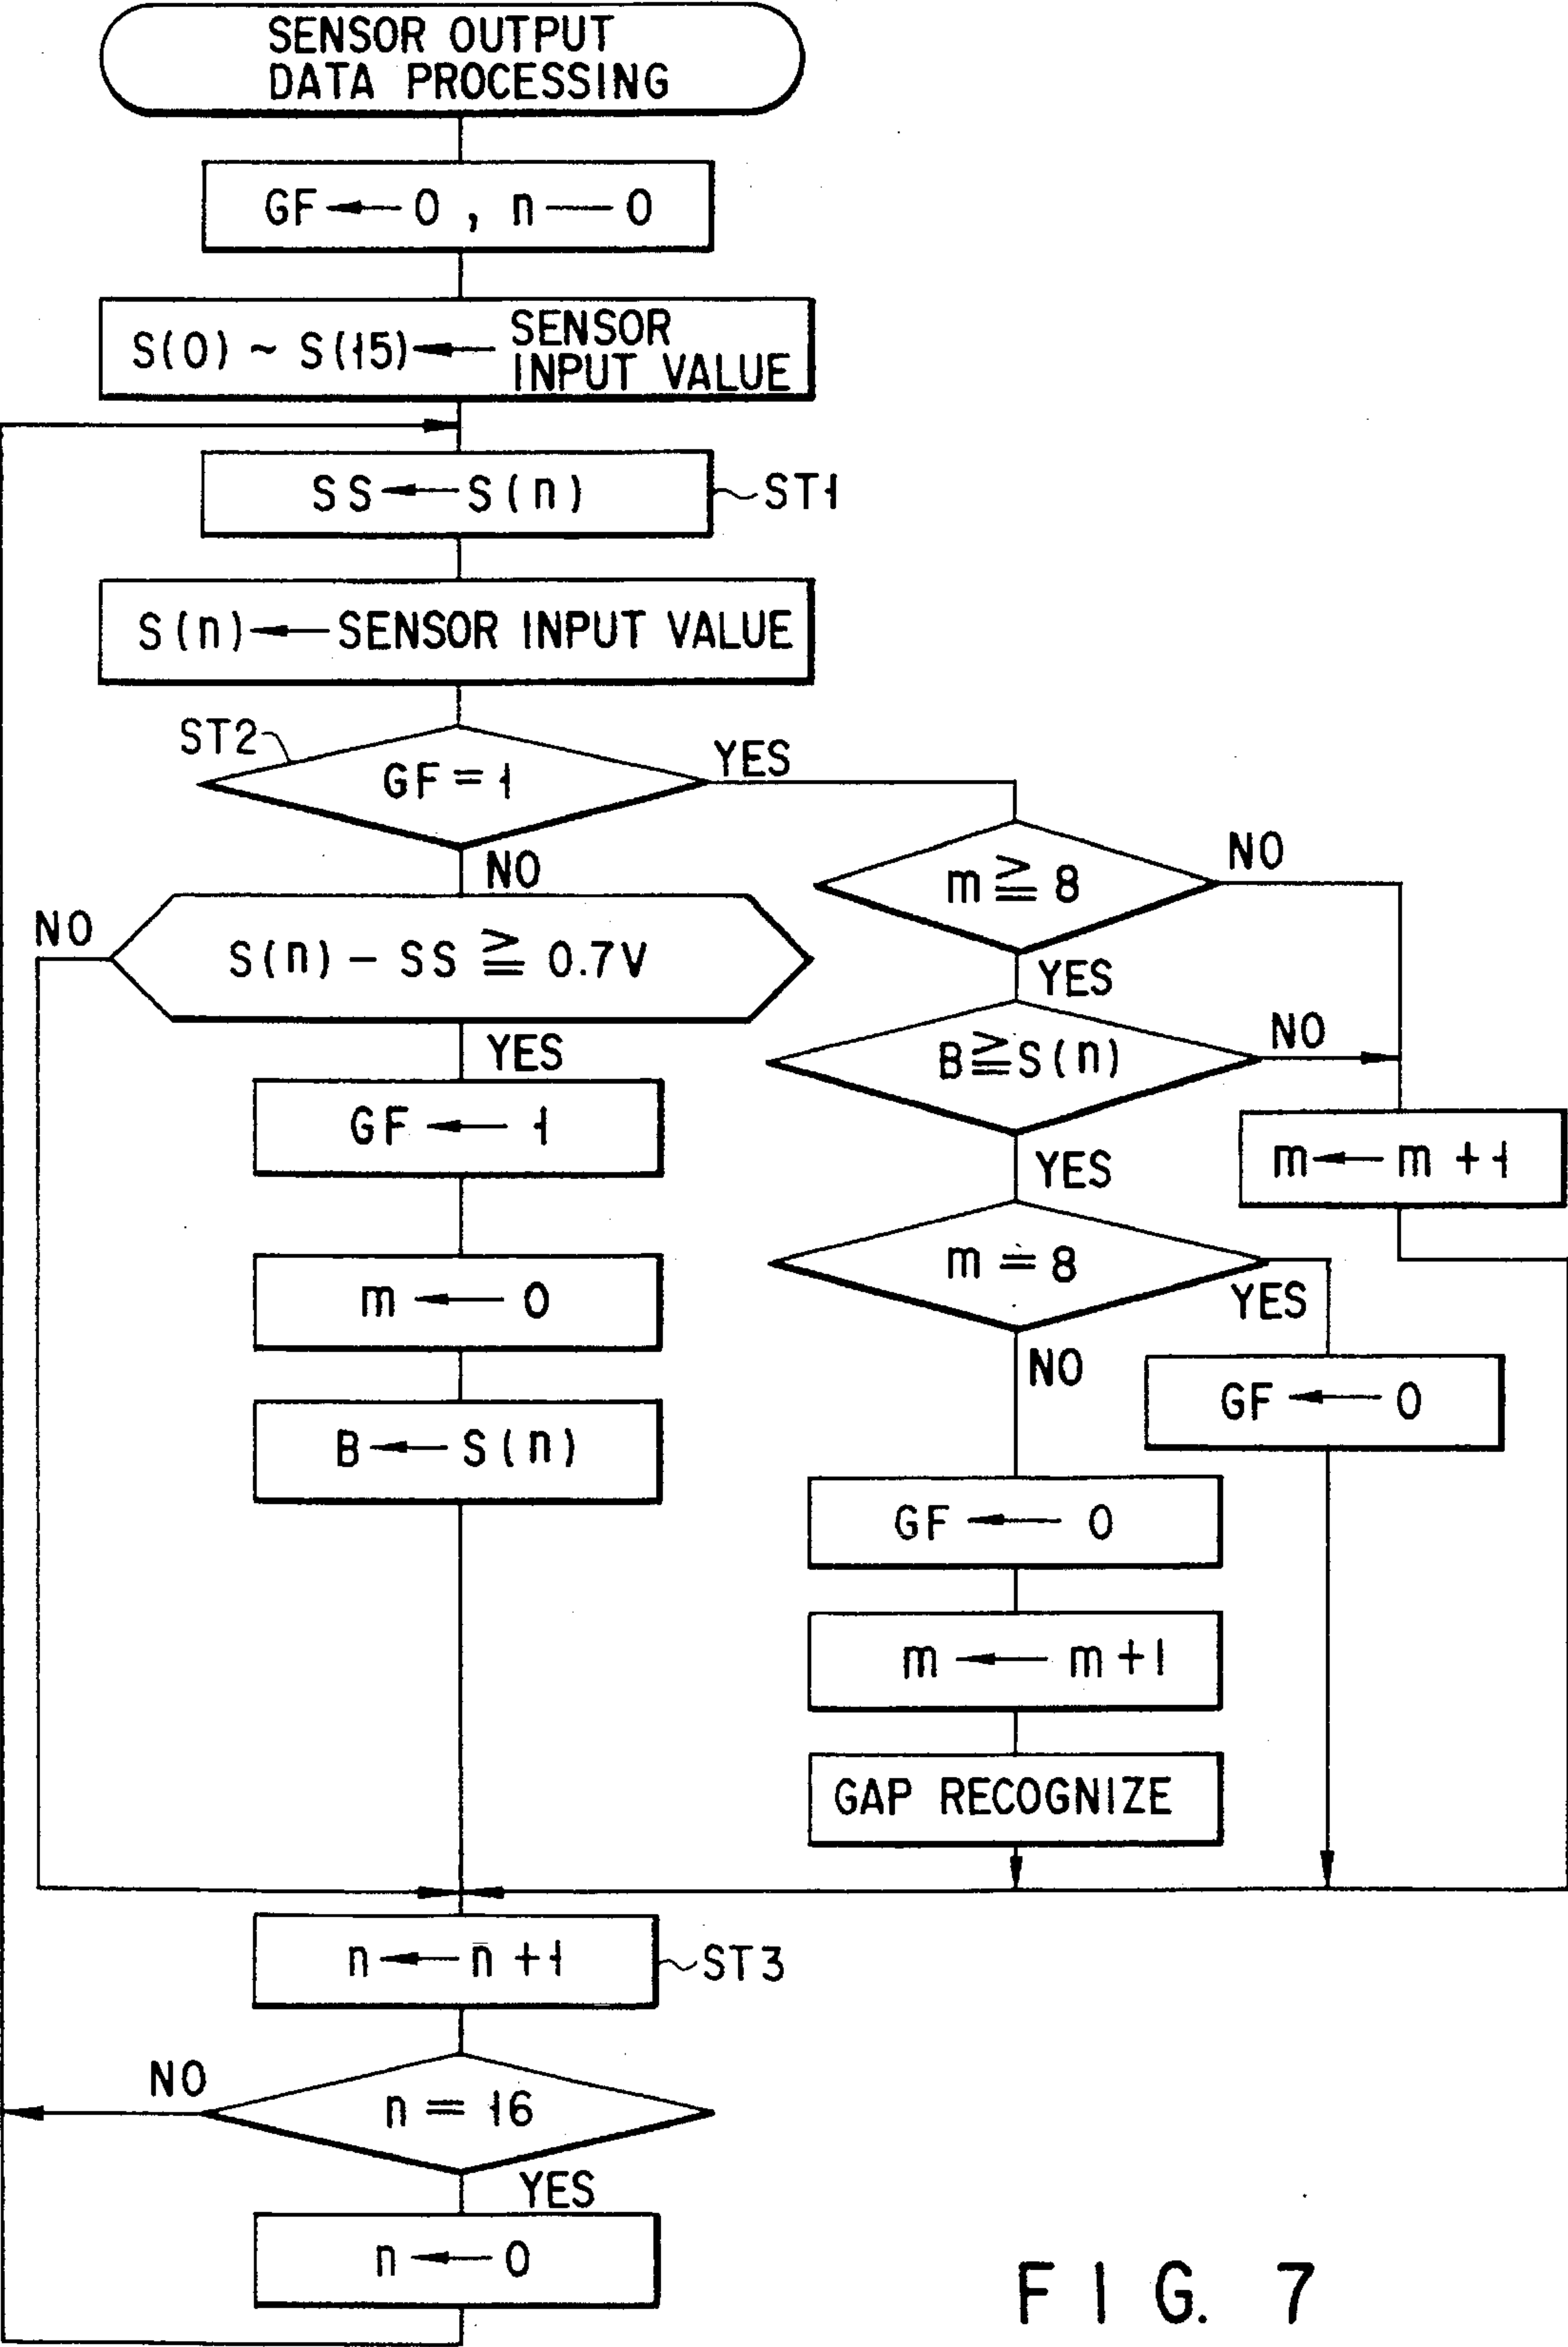 SENSOR OUTPUT
DATA PROCESSING
GF ← 0 , n — 0
S(0) ~ S(15) ← SENSOR
INPUT VALUE
SS ← S(n)
ST1
S(n) ← SENSOR INPUT VALUE
ST2
GF = 1
YES
NO
m ≧ 8
NO
YES
NO
S(n) - SS ≧ 0.7V
YES
B ≧ S(n)
NO
YES
GF ← 1
m ← m + 1
m ← 0
m = 8
YES
NO
B ← S(n)
GF ← 0
GF ← 0
m ← m + 1
GAP RECOGNIZE
n ← n + 1
ST3
NO
n = 16
YES
n ← 0
FIG. 7